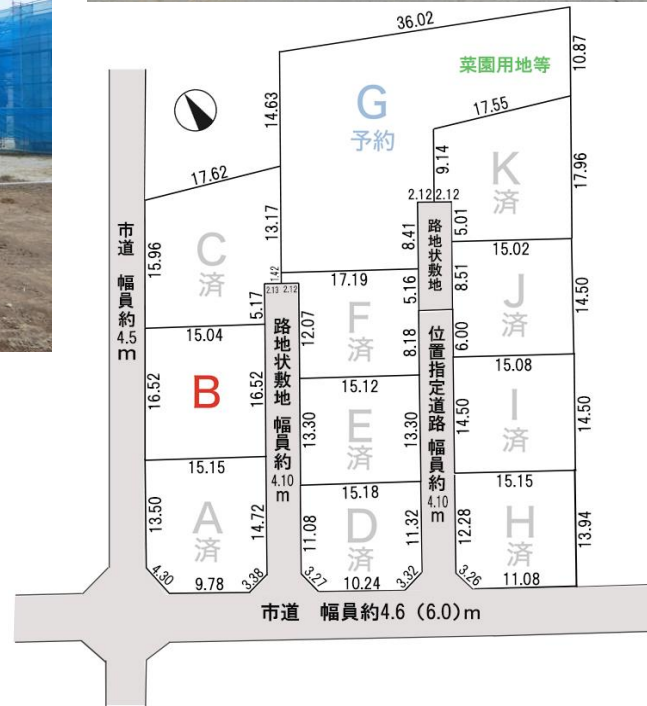 36.02
10.87
菜園用地等
G
予約
14.63
17.55
9.14
17.62
K
済
17.96
2.12
2.12
市道 幅員約4.5m
15.96
C
済
13.17
8.41
路地状敷地
5.01
15.02
1.42
5.17
2.13
2.12
17.19
5.16
8.51
J
済
14.50
15.04
路地状敷地 幅員約4.10m
12.07
F
済
8.18
位置指定道路 幅員約4.10m
6.00
15.08
16.52
B
16.52
15.12
13.30
E
済
13.30
14.50
I
済
14.50
15.15
15.18
15.15
13.50
A
済
14.72
11.08
D
済
11.32
12.28
H
済
13.94
4.30
9.78
3.38
3.27
10.24
3.32
3.26
11.08
市道 幅員約4.6（6.0）m